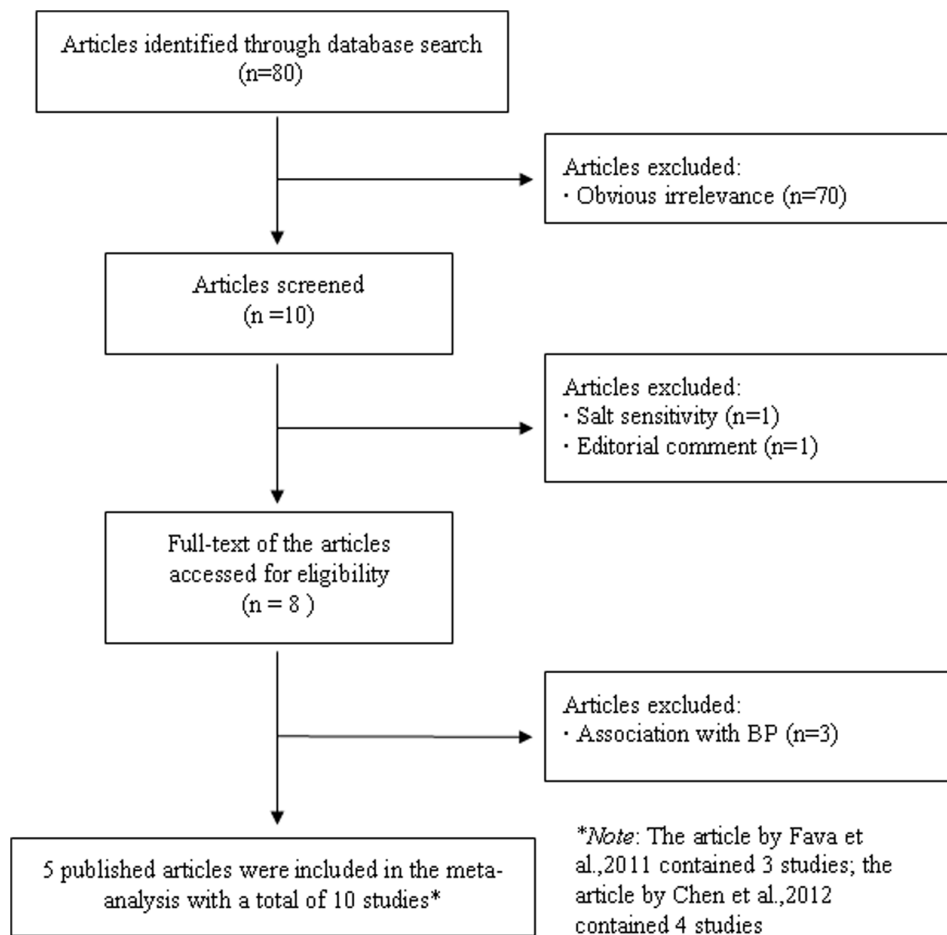 Articles identified through database search
(n=80)
Articles excluded:
· Obvious irrelevance (n=70)
Articles screened
(n =10)
Articles excluded:
· Salt sensitivity (n=1)
· Editorial comment (n=1)
Full-text of the articles
accessed for eligibility
(n = 8 )
Articles excluded:
· Association with BP (n=3)
5 published articles were included in the meta-
analysis with a total of 10 studies*
*Note: The article by Fava et
al.,2011 contained 3 studies; the
article by Chen et al.,2012
contained 4 studies